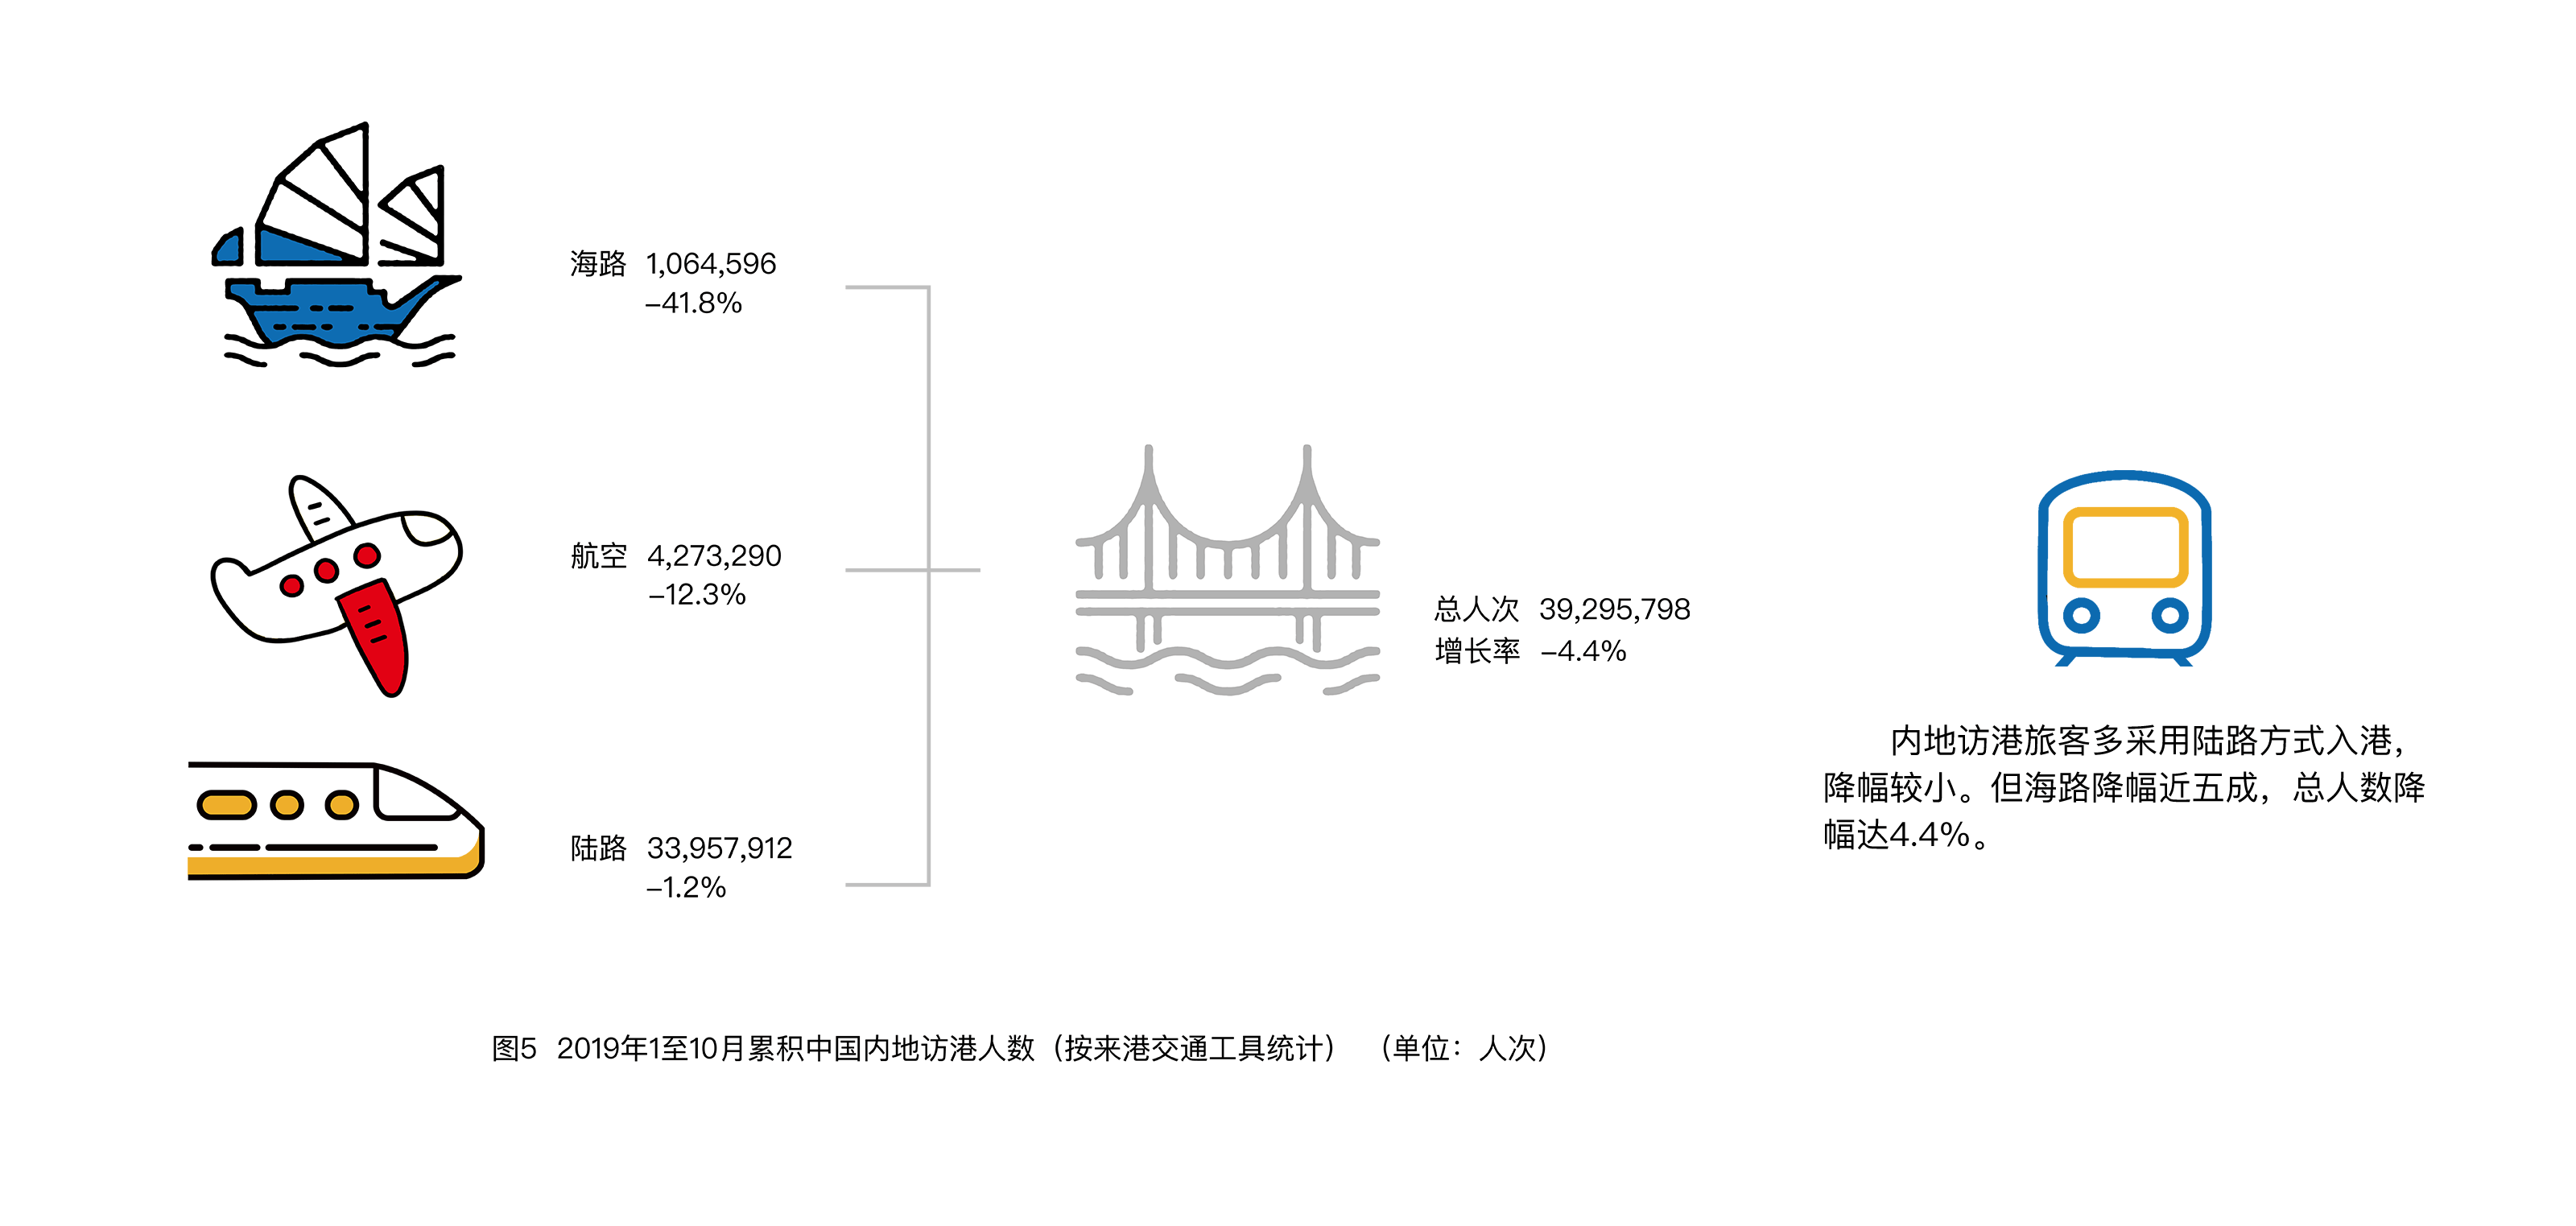 海路 1,064,596
–41.8%
航空 4,273,290
–12.3%
陆路 33,957,912
–1.2%
总人次 39,295,798
增长率 –4.4%
内地访港旅客多采用陆路方式入港，
降幅较小。但海路降幅近五成，总人数降
幅达4.4%。
图5 2019年1至10月累积中国内地访港人数（按来港交通工具统计） （单位：人次）